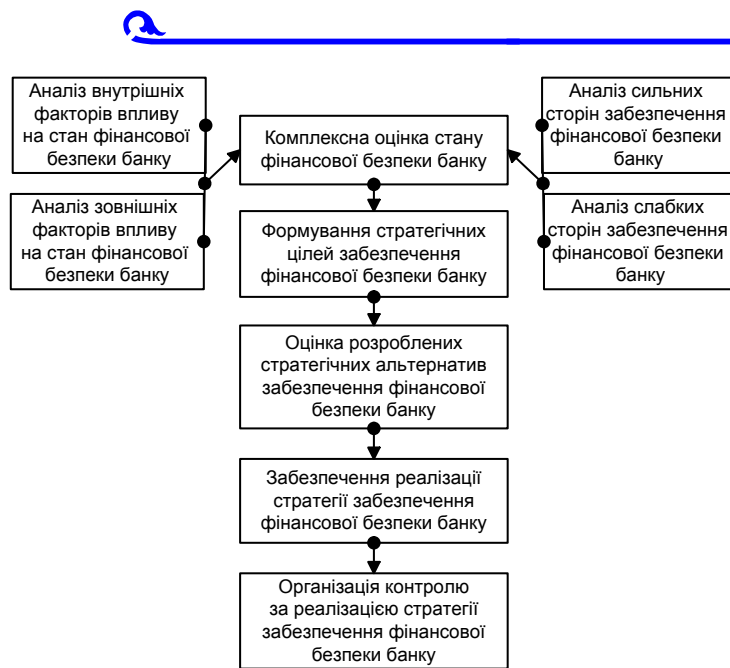 Аналіз внутрішніх
факторів впливу
на стан фінансової
безпеки банку
Аналіз зовнішніх
факторів впливу
на стан фінансової
безпеки банку
Комплексна оцінка стану
фінансової безпеки банку
Аналіз сильних
сторін забезпечення
фінансової безпеки
банку
Аналіз слабких
сторін забезпечення
фінансової безпеки
банку
Формування стратегічних
цілей забезпечення
фінансової безпеки банку
Оцінка розроблених
стратегічних альтернатив
забезпечення фінансової
безпеки банку
Забезпечення реалізації
стратегії забезпечення
фінансової безпеки банку
Організація контролю
за реалізацією стратегії
забезпечення фінансової
безпеки банку